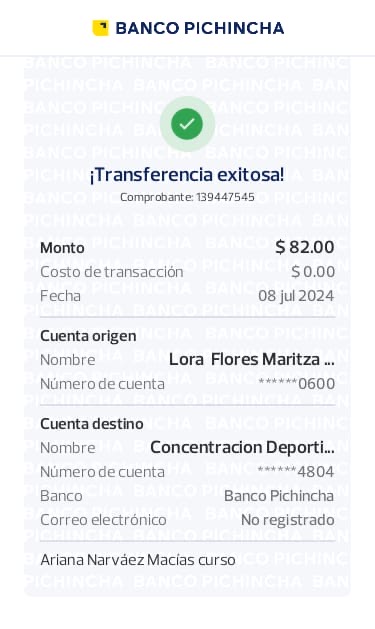 BANCO PICHINCHA
¡Transferencia exitosa!
Comprobante: 139447545
Monto $ 82.00
Costo de transacción $ 0.00
Fecha 08 jul 2024
Cuenta origen
Nombre Lora Flores Maritza ...
Número de cuenta ******0600
Cuenta destino
Nombre Concentracion Deporti...
Número de cuenta ******4804
Banco Banco Pichincha
Correo electrónico No registrado
Ariana Narváez Macías curso